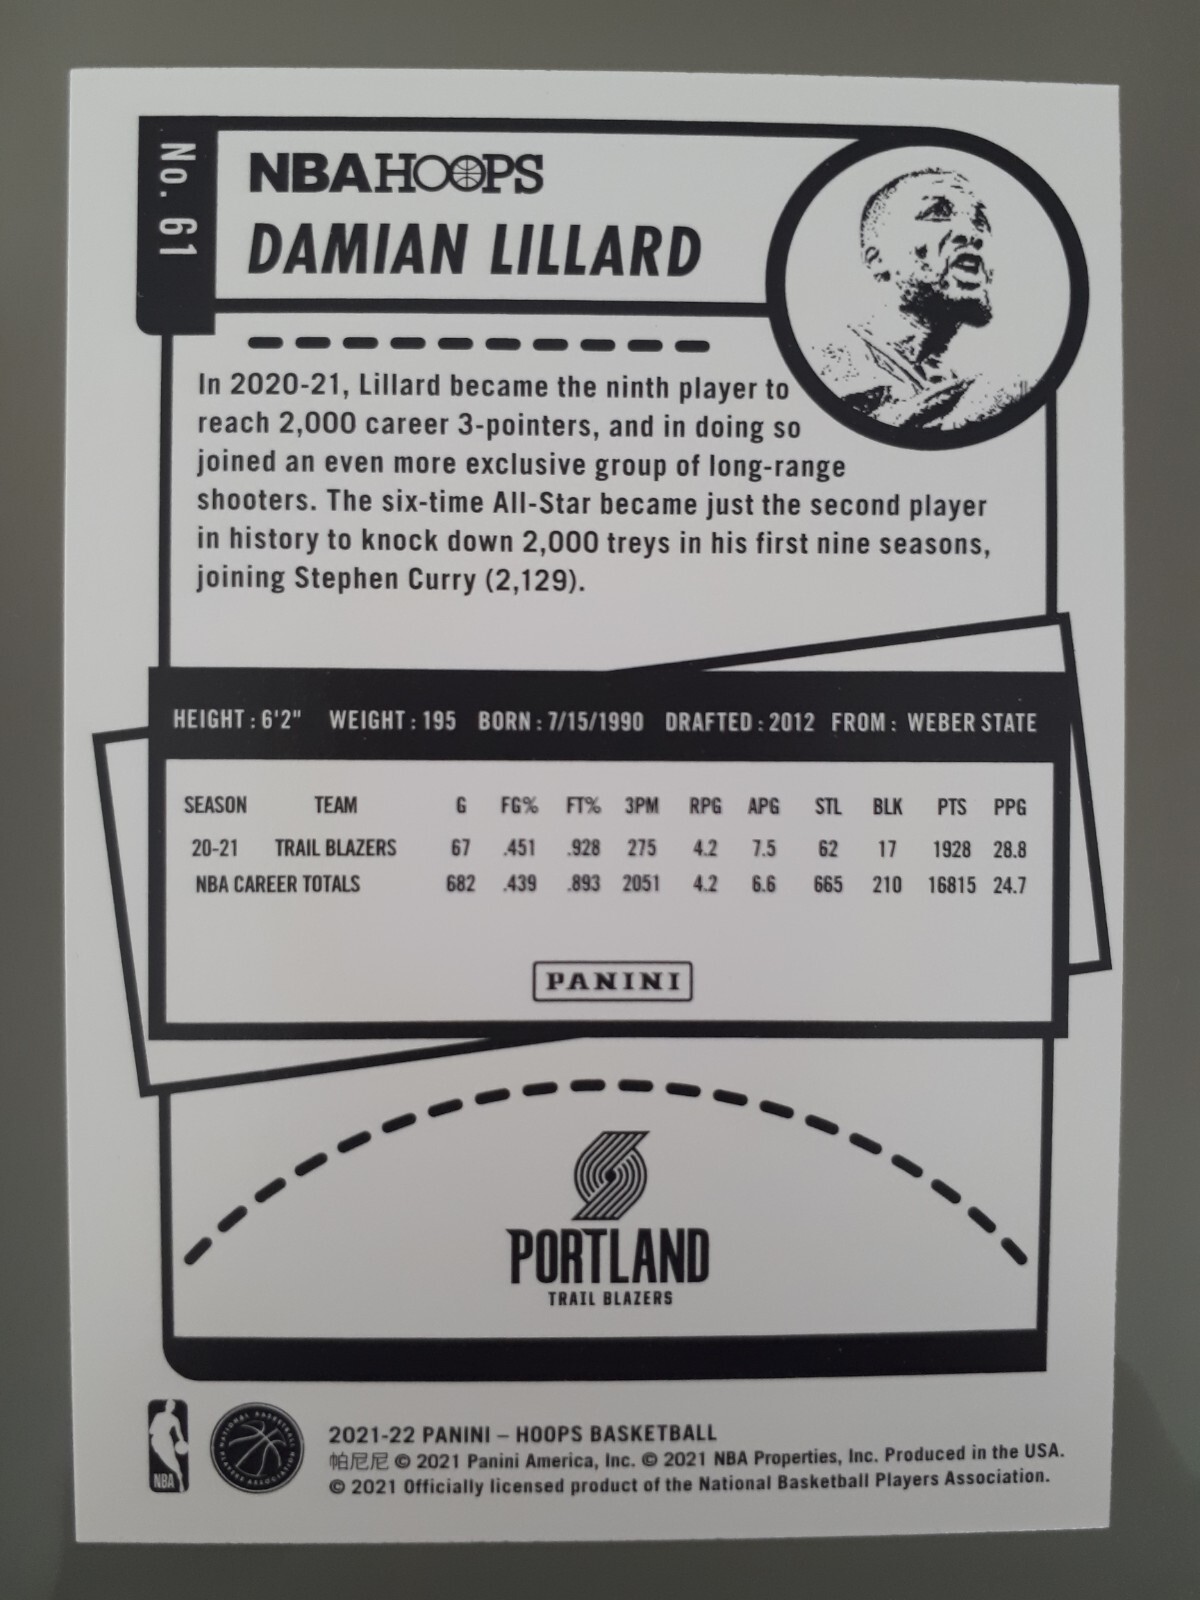 No. 61
NBA HOOPS
DAMIAN LILLARD
In 2020-21, Lillard became the ninth player to
reach 2,000 career 3-pointers, and in doing so
joined an even more exclusive group of long-range
shooters. The six-time All-Star became just the second player
in history to knock down 2,000 treys in his first nine seasons,
joining Stephen Curry (2,129).
HEIGHT : 6'2" WEIGHT : 195 BORN : 7/15/1990 DRAFTED : 2012 FROM : WEBER STATE
SEASON TEAM G FG% FT% 3PM RPG APG STL BLK PTS PPG
20-21 TRAIL BLAZERS 67 .451 .928 275 4.2 7.5 62 17 1928 28.8
NBA CAREER TOTALS 682 .439 .893 2051 4.2 6.6 665 210 16815 24.7
PANINI
PORTLAND
TRAIL BLAZERS
NBA
NATIONAL BASKETBALL PLAYERS ASSOCIATION
2021-22 PANINI – HOOPS BASKETBALL
帕尼尼 © 2021 Panini America, Inc. © 2021 NBA Properties, Inc. Produced in the USA.
© 2021 Officially licensed product of the National Basketball Players Association.